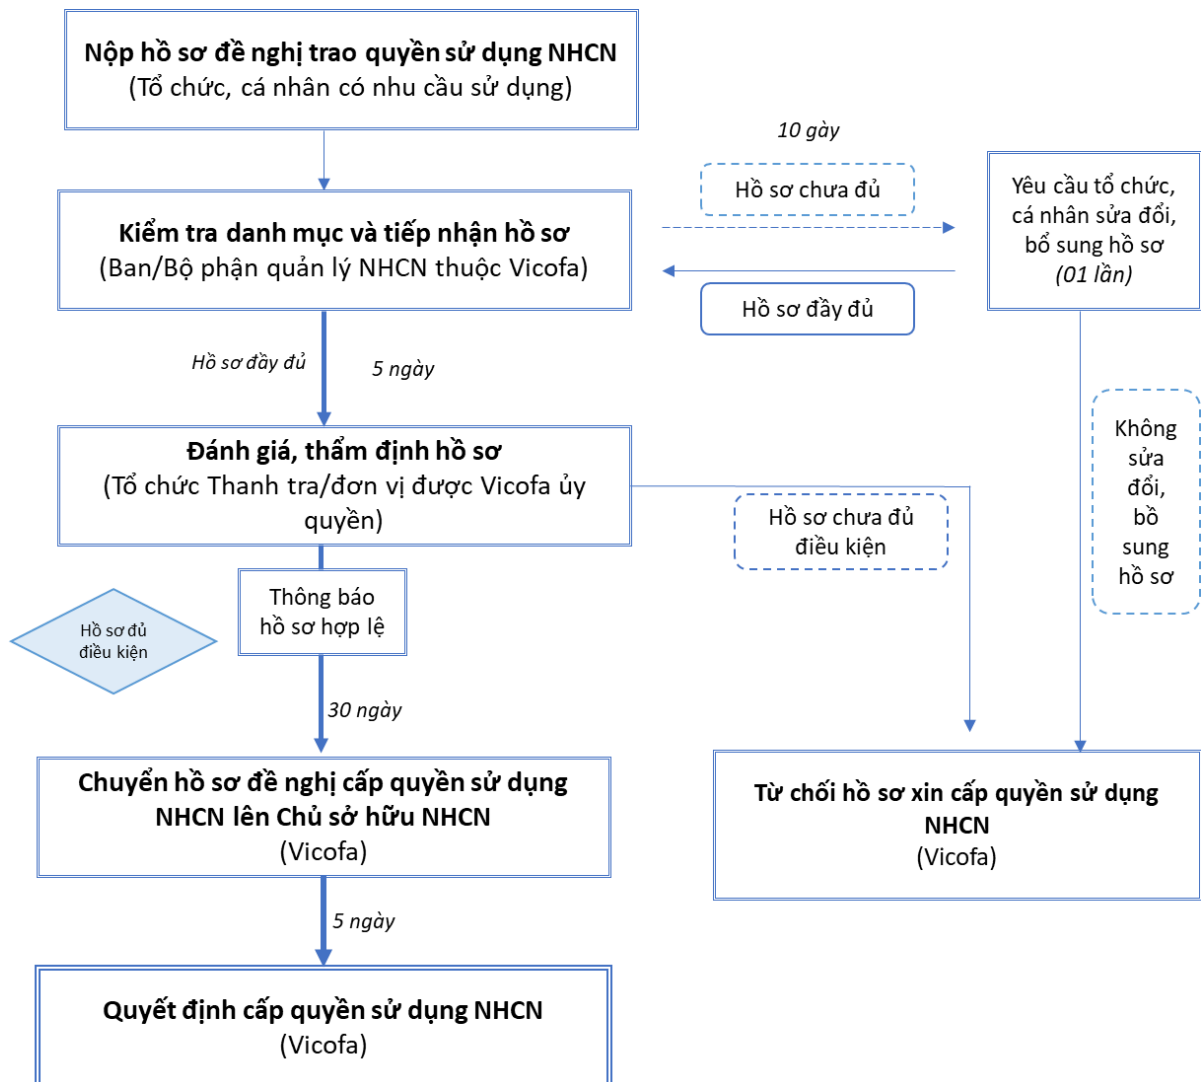 Nộp hồ sơ đề nghị trao quyền sử dụng NHCN
(Tổ chức, cá nhân có nhu cầu sử dụng)
10 gày
Hồ sơ chưa đủ
Yêu cầu tổ chức,
cá nhân sửa đổi,
bổ sung hồ sơ
(01 lần)
Kiểm tra danh mục và tiếp nhận hồ sơ
(Ban/Bộ phận quản lý NHCN thuộc Vicofa)
Hồ sơ đầy đủ
Hồ sơ đầy đủ
5 ngày
Đánh giá, thẩm định hồ sơ
(Tổ chức Thanh tra/đơn vị được Vicofa ủy
quyền)
Hồ sơ chưa đủ
điều kiện
Không
sửa
đổi,
bồ
sung
hồ sơ
Thông báo
hồ sơ hợp lệ
Hồ sơ đủ
điều kiện
30 ngày
Chuyển hồ sơ đề nghị cấp quyền sử dụng
NHCN lên Chủ sở hữu NHCN
(Vicofa)
Từ chối hồ sơ xin cấp quyền sử dụng
NHCN
(Vicofa)
5 ngày
Quyết định cấp quyền sử dụng NHCN
(Vicofa)